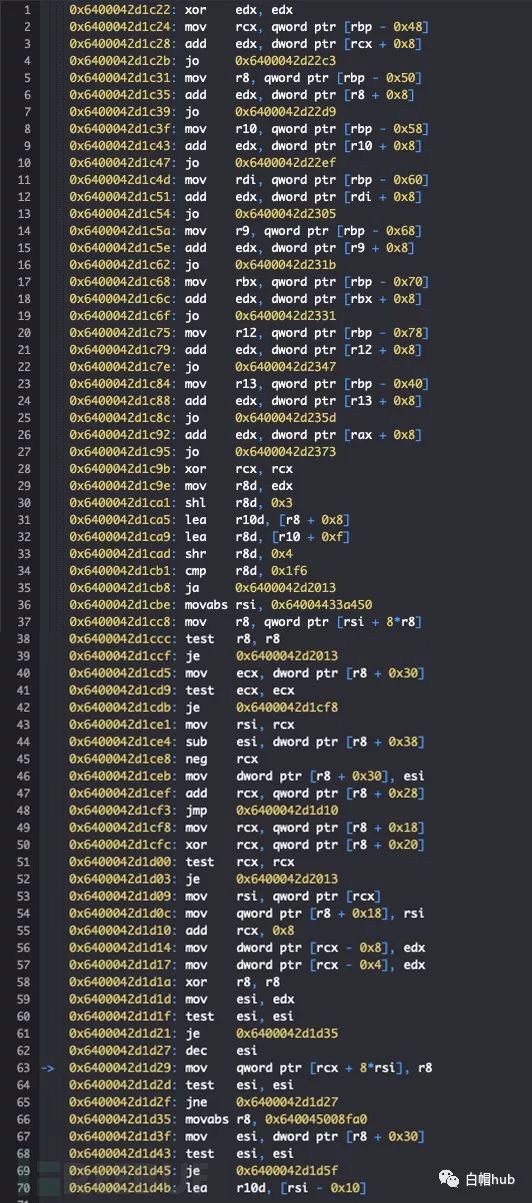 1 0x6400042d1c22: xor edx, edx
2 0x6400042d1c24: mov rcx, qword ptr [rbp - 0x48]
3 0x6400042d1c28: add edx, dword ptr [rcx + 0x8]
4 0x6400042d1c2b: jo 0x6400042d22c3
5 0x6400042d1c31: mov r8, qword ptr [rbp - 0x50]
6 0x6400042d1c35: add edx, dword ptr [r8 + 0x8]
7 0x6400042d1c39: jo 0x6400042d22d9
8 0x6400042d1c3f: mov r10, qword ptr [rbp - 0x58]
9 0x6400042d1c43: add edx, dword ptr [r10 + 0x8]
10 0x6400042d1c47: jo 0x6400042d22ef
11 0x6400042d1c4d: mov rdi, qword ptr [rbp - 0x60]
12 0x6400042d1c51: add edx, dword ptr [rdi + 0x8]
13 0x6400042d1c54: jo 0x6400042d2305
14 0x6400042d1c5a: mov r9, qword ptr [rbp - 0x68]
15 0x6400042d1c5e: add edx, dword ptr [r9 + 0x8]
16 0x6400042d1c62: jo 0x6400042d231b
17 0x6400042d1c68: mov rbx, qword ptr [rbp - 0x70]
18 0x6400042d1c6c: add edx, dword ptr [rbx + 0x8]
19 0x6400042d1c6f: jo 0x6400042d2331
20 0x6400042d1c75: mov r12, qword ptr [rbp - 0x78]
21 0x6400042d1c79: add edx, dword ptr [r12 + 0x8]
22 0x6400042d1c7e: jo 0x6400042d2347
23 0x6400042d1c84: mov r13, qword ptr [rbp - 0x40]
24 0x6400042d1c88: add edx, dword ptr [r13 + 0x8]
25 0x6400042d1c8c: jo 0x6400042d235d
26 0x6400042d1c92: add edx, dword ptr [rax + 0x8]
27 0x6400042d1c95: jo 0x6400042d2373
28 0x6400042d1c9b: xor rcx, rcx
29 0x6400042d1c9e: mov r8d, edx
30 0x6400042d1ca1: shl r8d, 0x3
31 0x6400042d1ca5: lea r10d, [r8 + 0x8]
32 0x6400042d1ca9: lea r8d, [r10 + 0xf]
33 0x6400042d1cad: shr r8d, 0x4
34 0x6400042d1cb1: cmp r8d, 0x1f6
35 0x6400042d1cb8: ja 0x6400042d2013
36 0x6400042d1cbe: movabs rsi, 0x64004433a450
37 0x6400042d1cc8: mov r8, qword ptr [rsi + 8*r8]
38 0x6400042d1ccc: test r8, r8
39 0x6400042d1ccf: je 0x6400042d2013
40 0x6400042d1cd5: mov ecx, dword ptr [r8 + 0x30]
41 0x6400042d1cd9: test ecx, ecx
42 0x6400042d1cdb: je 0x6400042d1cf8
43 0x6400042d1ce1: mov rsi, rcx
44 0x6400042d1ce4: sub esi, dword ptr [r8 + 0x38]
45 0x6400042d1ce8: neg rcx
46 0x6400042d1ceb: mov dword ptr [r8 + 0x30], esi
47 0x6400042d1cef: add rcx, qword ptr [r8 + 0x28]
48 0x6400042d1cf3: jmp 0x6400042d1d10
49 0x6400042d1cf8: mov rcx, qword ptr [r8 + 0x18]
50 0x6400042d1cfc: xor rcx, qword ptr [r8 + 0x20]
51 0x6400042d1d00: test rcx, rcx
52 0x6400042d1d03: je 0x6400042d2013
53 0x6400042d1d09: mov rsi, qword ptr [rcx]
54 0x6400042d1d0c: mov qword ptr [r8 + 0x18], rsi
55 0x6400042d1d10: add rcx, 0x8
56 0x6400042d1d14: mov dword ptr [rcx - 0x8], edx
57 0x6400042d1d17: mov dword ptr [rcx - 0x4], edx
58 0x6400042d1d1a: xor r8, r8
59 0x6400042d1d1d: mov esi, edx
60 0x6400042d1d1f: test esi, esi
61 0x6400042d1d21: je 0x6400042d1d35
62 0x6400042d1d27: dec esi
63 -> 0x6400042d1d29: mov qword ptr [rcx + 8*rsi], r8
64 0x6400042d1d2d: test esi, esi
65 0x6400042d1d2f: jne 0x6400042d1d27
66 0x6400042d1d35: movabs r8, 0x640045008fa0
67 0x6400042d1d3f: mov esi, dword ptr [r8 + 0x30]
68 0x6400042d1d43: test esi, esi
69 0x6400042d1d45: je 0x6400042d1d5f
70 0x6400042d1d4b: lea r10d, [rsi - 0x10]
白帽hub